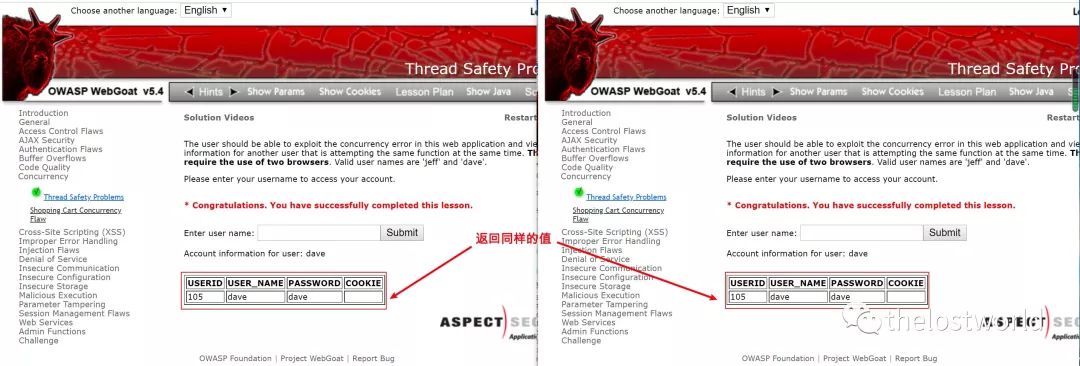 Choose another language: English ▼
Thread Safety Pro
OWASP WebGoat v5.4
◀ Hints ▶ Show Params Show Cookies Lesson Plan Show Java
Introduction
General
Access Control Flaws
AJAX Security
Authentication Flaws
Buffer Overflows
Code Quality
Concurrency
Thread Safety Problems
Shopping Cart Concurrency
Flaw
Cross-Site Scripting (XSS)
Improper Error Handling
Injection Flaws
Denial of Service
Insecure Communication
Insecure Configuration
Insecure Storage
Malicious Execution
Parameter Tampering
Session Management Flaws
Web Services
Admin Functions
Challenge
Solution Videos Restart
The user should be able to exploit the concurrency error in this web application and vie
information for another user that is attempting the same function at the same time. Th
require the use of two browsers. Valid user names are 'jeff' and 'dave'.
Please enter your username to access your account.
* Congratulations. You have successfully completed this lesson.
Enter user name: Submit
Account information for user: dave
USERID USER_NAME PASSWORD COOKIE
105 dave dave
ASPECT SEC
Applicatio
OWASP Foundation | Project WebGoat | Report Bug
返回同样的值
Choose another language: English ▼
Thread Safety Pro
OWASP WebGoat v5.4
◀ Hints ▶ Show Params Show Cookies Lesson Plan Show Java
Introduction
General
Access Control Flaws
AJAX Security
Authentication Flaws
Buffer Overflows
Code Quality
Concurrency
Thread Safety Problems
Shopping Cart Concurrency
Flaw
Cross-Site Scripting (XSS)
Improper Error Handling
Injection Flaws
Denial of Service
Insecure Communication
Insecure Configuration
Insecure Storage
Malicious Execution
Parameter Tampering
Session Management Flaws
Web Services
Admin Functions
Challenge
Solution Videos Restart
The user should be able to exploit the concurrency error in this web application and vie
information for another user that is attempting the same function at the same time. Th
require the use of two browsers. Valid user names are 'jeff' and 'dave'.
Please enter your username to access your account.
* Congratulations. You have successfully completed this lesson.
Enter user name: Submit
Account information for user: dave
USERID USER_NAME PASSWORD COOKIE
105 dave dave
thelostworld
OWASP Foundation | Project WebGoat | Report Bug